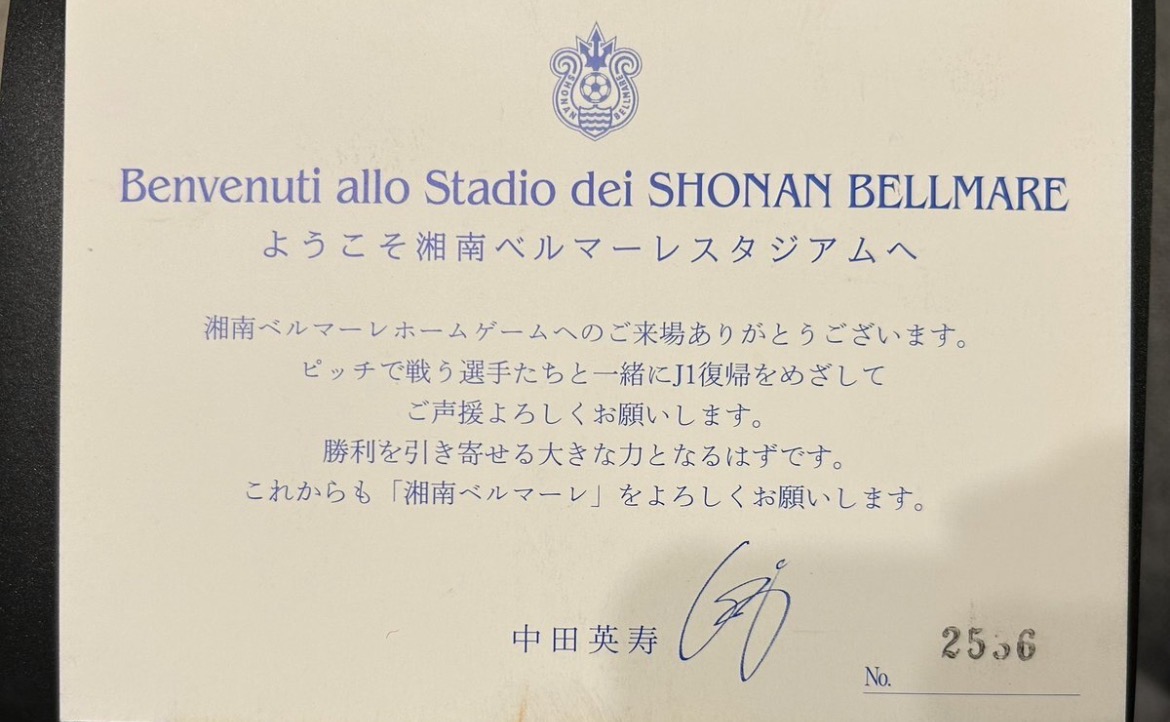 SHONAN BELLMARE
Benvenuti allo Stadio dei SHONAN BELLMARE
ようこそ湘南ベルマーレスタジアムへ
湘南ベルマーレホームゲームへのご来場ありがとうございます。
ピッチで戦う選手たちと一緒にJ1復帰をめざして
ご声援よろしくお願いします。
勝利を引き寄せる大きな力となるはずです。
これからも「湘南ベルマーレ」をよろしくお願いします。
中田英寿
No.